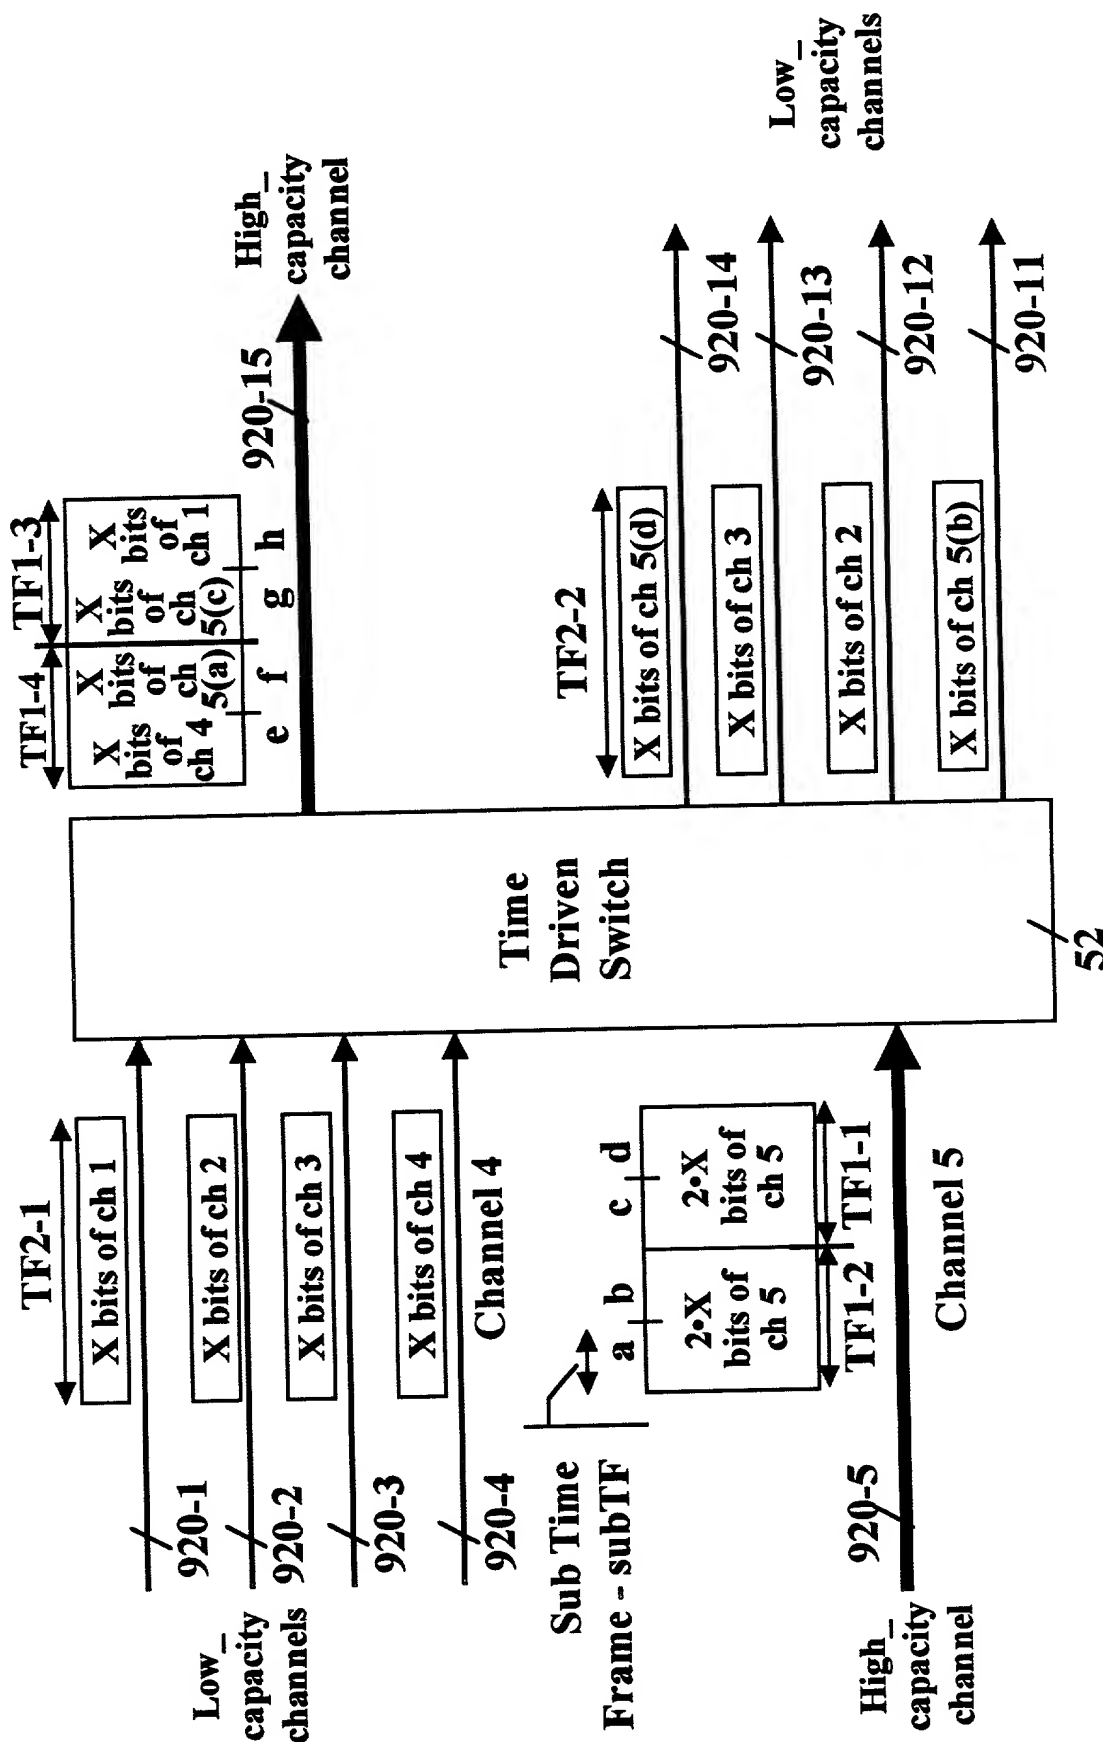 TF2-1
X bits of ch 1
X bits of ch 2
X bits of ch 3
X bits of ch 4
Channel 4
920-1
920-2
920-3
920-4
Low_
capacity
channels
Sub Time
Frame - subTF
a
b
c
d
2•X
bits of
ch 5
2•X
bits of
ch 5
TF1-2
TF1-1
Channel 5
920-5
High_
capacity
channel
Time
Driven
Switch
52
TF1-4
TF1-3
X
bits
of
ch 4
X
bits
of
ch
5(a)
X
bits
of
ch
5(c)
X
bits
of
ch 1
e
f
g
h
920-15
High_
capacity
channel
TF2-2
X bits of ch 5(d)
X bits of ch 3
X bits of ch 2
X bits of ch 5(b)
920-14
920-13
920-12
920-11
Low_
capacity
channels